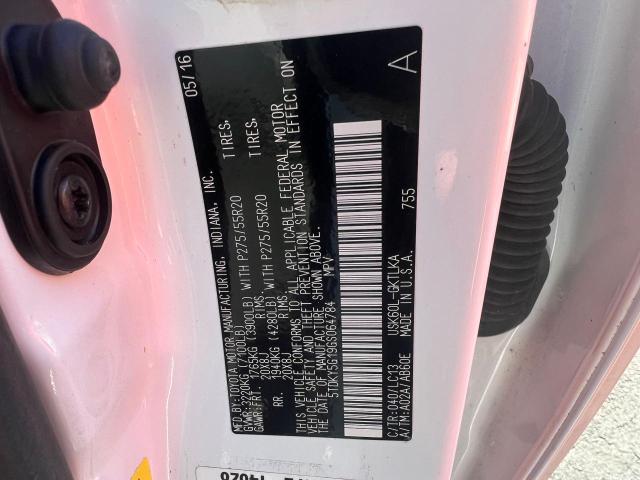 MFD.BY:TOYOTA MOTOR MANUFACTURING, INDIANA, INC. 05/16
GVWR:3220KG (7100LB)
GAWR:FRT. 1765KG (3900LB) WITH P275/55R20 TIRES.
20X8J RIMS.
RR. 1940KG (4280LB) WITH P275/55R20 TIRES.
20X8J RIMS.
THIS VEHICLE CONFORMS TO ALL APPLICABLE FEDERAL MOTOR
VEHICLE SAFETY AND THEFT PREVENTION STANDARDS IN EFFECT ON
THE DATE OF MANUFACTURE SHOWN ABOVE.
5TDKY5G19GS064784 MPV
A
C/TR:040/LC13 USK60L-GKTLKA 755
A/TM:A02A/AB60E MADE IN U.S.A.